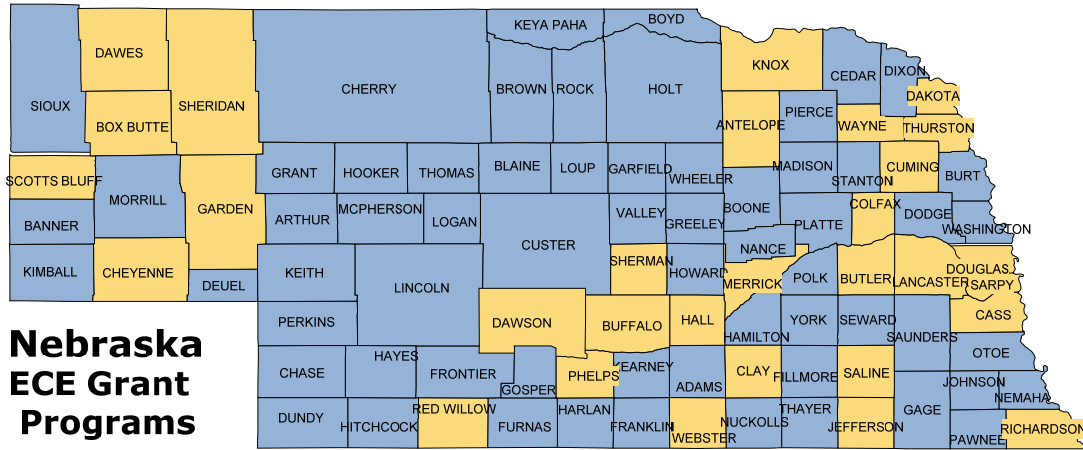 BOYD
KEYA PAHA
DAWES
KNOX
CEDAR
DIXON
SIOUX
SHERIDAN
CHERRY
BROWN
ROCK
HOLT
DAKOTA
BOX BUTTE
ANTELOPE
PIERCE
WAYNE
THURSTON
SCOTTS BLUFF
GRANT
HOOKER
THOMAS
BLAINE
LOUP
GARFIELD
WHEELER
MADISON
STANTON
CUMING
BURT
MORRILL
GARDEN
BANNER
ARTHUR
MCPHERSON
LOGAN
VALLEY
GREELEY
BOONE
PLATTE
COLFAX
DODGE
WASHINGTON
CUSTER
NANCE
KIMBALL
CHEYENNE
DEUEL
KEITH
LINCOLN
SHERMAN
HOWARD
MERRICK
POLK
BUTLER
LANCASTER
DOUGLAS
SARPY
PERKINS
DAWSON
BUFFALO
HALL
HAMILTON
YORK
SEWARD
SAUNDERS
CASS
Nebraska
ECE Grant
Programs
CHASE
HAYES
FRONTIER
GOSPER
PHELPS
KEARNEY
ADAMS
CLAY
FILLMORE
SALINE
OTOE
JOHNSON
NEMAHA
DUNDY
HITCHCOCK
RED WILLOW
FURNAS
HARLAN
FRANKLIN
WEBSTER
NUCKOLLS
THAYER
JEFFERSON
GAGE
PAWNEE
RICHARDSON